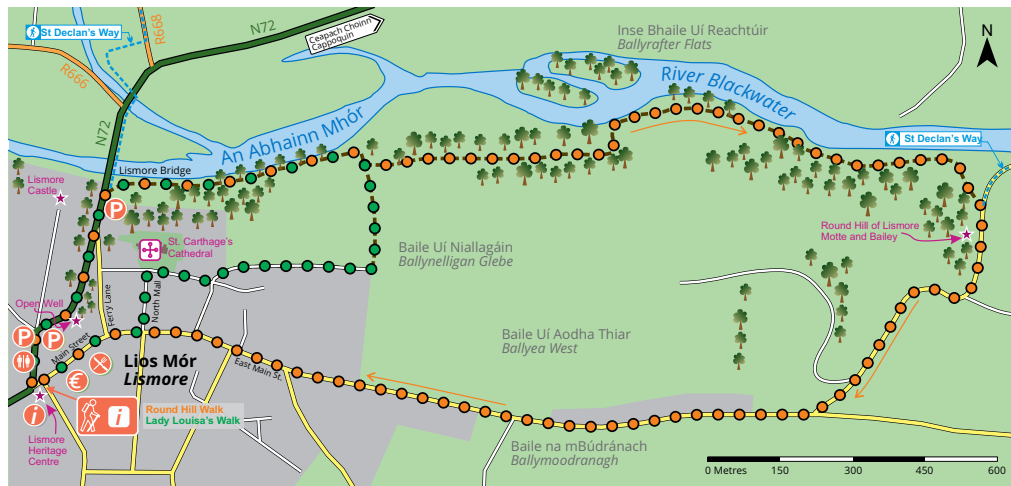 St Declan's Way
R668
N72
Ceapach Choinn
Cappoquin
Inse Bhaile Uí Reachtúir
Ballyrafter Flats
N
R666
River Blackwater
N72
An Abhainn Mhór
St Declan's Way
Lismore Bridge
Lismore
Castle
P
St. Carthage's
Cathedral
Round Hill of Lismore
Motte and Bailey
Baile Uí Niallagáin
Ballynelligan Glebe
Ferry Lane
North Mall
Open Well
P
P
Main Street
Baile Uí Aodha Thiar
Ballyea West
Lios Mór
Lismore
East Main St.
€
i
i
Round Hill Walk
Lady Louisa's Walk
Lismore
Heritage
Centre
Baile na mBúdránach
Ballymoodranagh
0 Metres 150 300 450 600